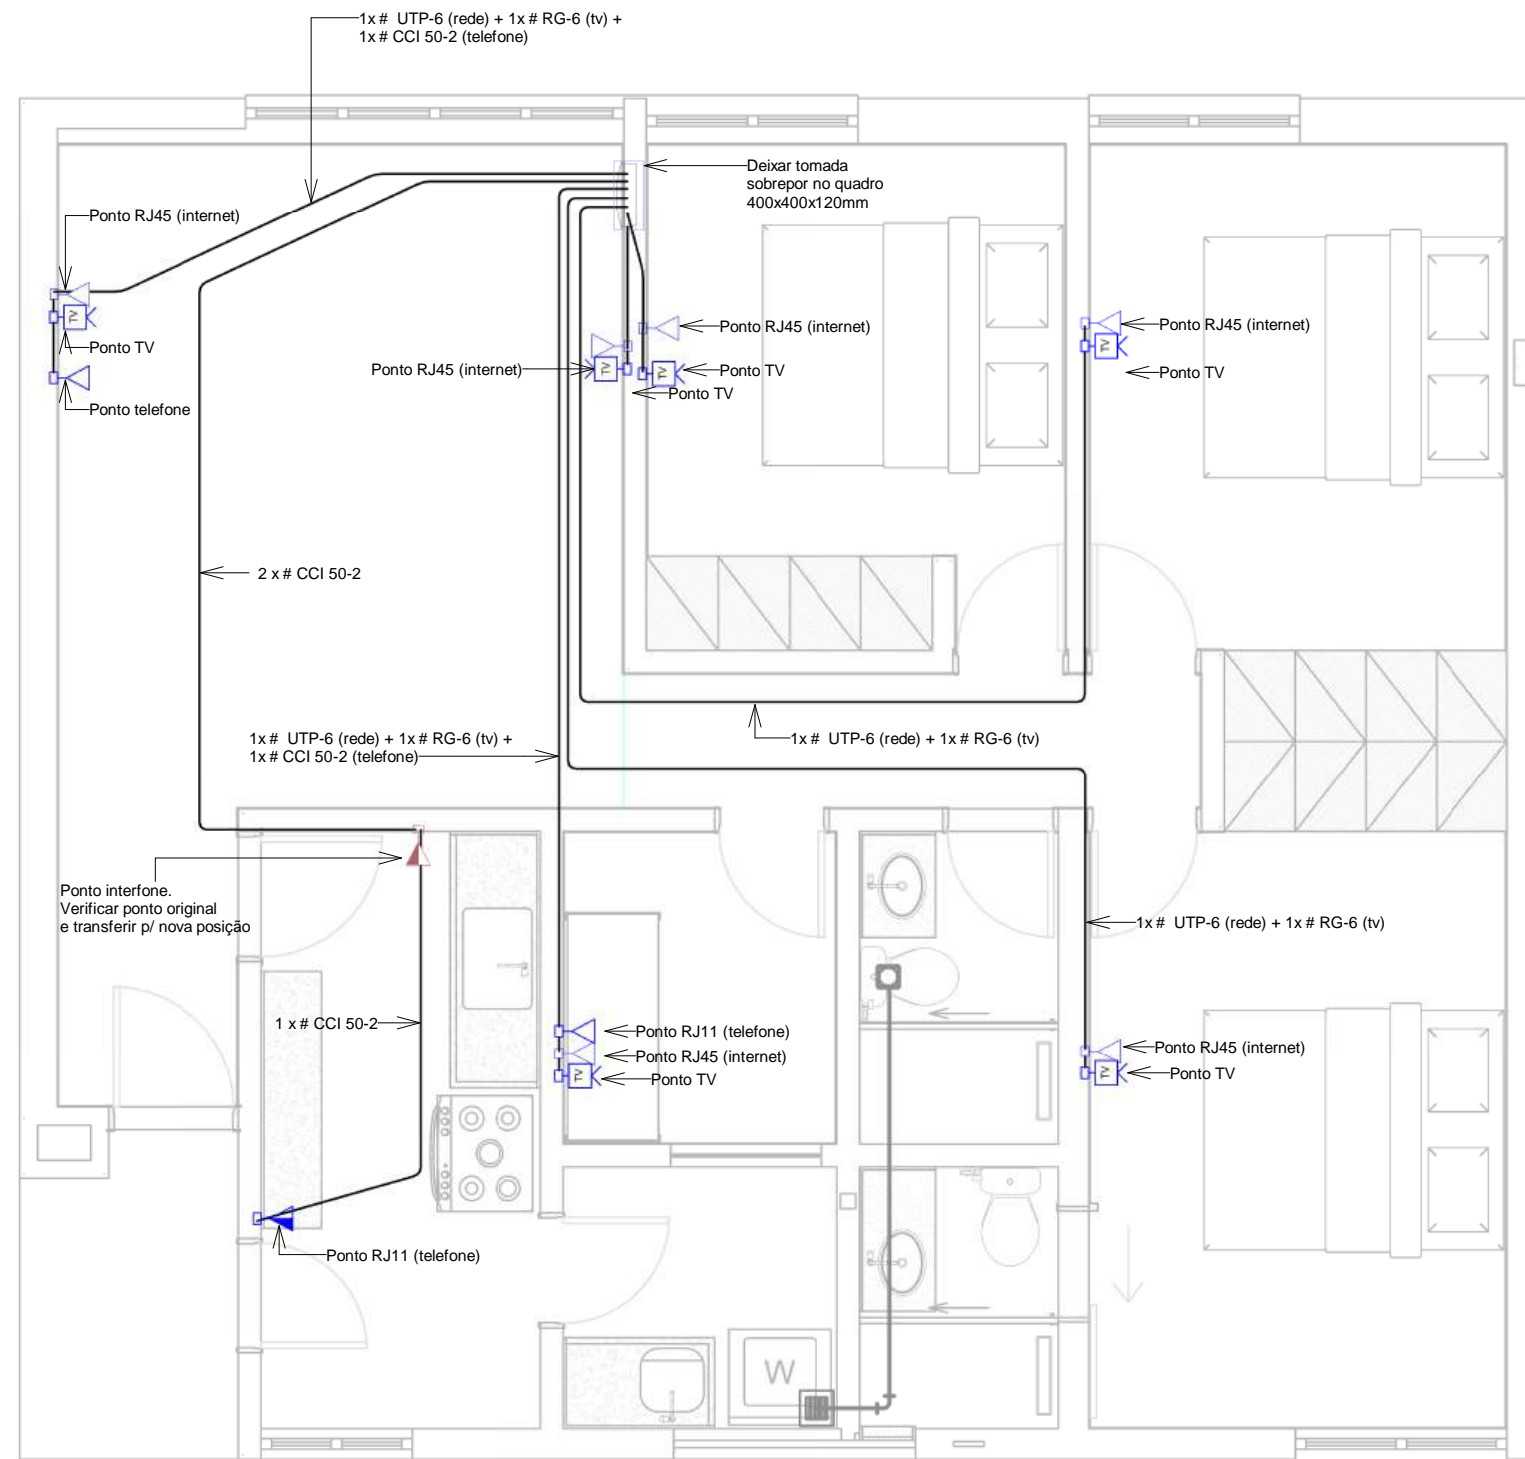 1x #  UTP-6 (rede) + 1x # RG-6 (tv) +
1x # CCI 50-2 (telefone)
Deixar tomada
sobrepor no quadro
400x400x120mm
Ponto RJ45 (internet)
TV
Ponto TV
Ponto telefone
Ponto RJ45 (internet)
TV
Ponto RJ45 (internet)
TV
Ponto TV
Ponto TV
Ponto RJ45 (internet)
TV
Ponto TV
2 x # CCI 50-2
1x #  UTP-6 (rede) + 1x # RG-6 (tv) +
1x # CCI 50-2 (telefone)
1x #  UTP-6 (rede) + 1x # RG-6 (tv)
Ponto interfone.
Verificar ponto original
e transferir p/ nova posição
1x #  UTP-6 (rede) + 1x # RG-6 (tv)
1 x # CCI 50-2
Ponto RJ11 (telefone)
Ponto RJ45 (internet)
TV
Ponto TV
Ponto RJ45 (internet)
TV
Ponto TV
Ponto RJ11 (telefone)
W